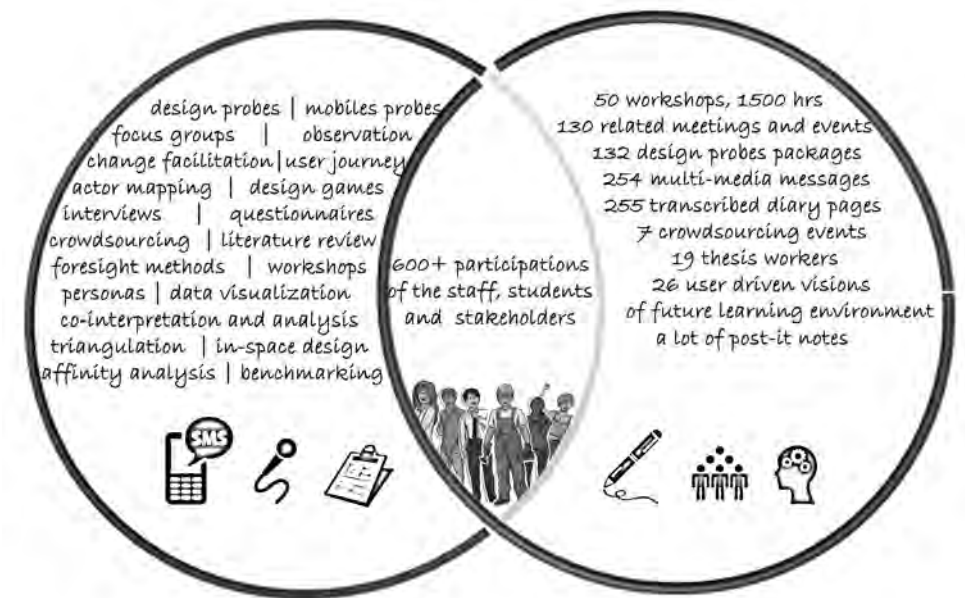 design probes | mobiles probes
focus groups | observation
change facilitation | user journey
actor mapping | design games
interviews | questionnaires
crowdsourcing | literature review
foresight methods | workshops
personas | data visualization
co-interpretation and analysis
triangulation | in-space design
affinity analysis | benchmarking
SMS
600+ participations
of the staff, students
and stakeholders
50 workshops, 1500 hrs
130 related meetings and events
132 design probes packages
254 multi-media messages
255 transcribed diary pages
7 crowdsourcing events
19 thesis workers
26 user driven visions
of future learning environment
a lot of post-it notes